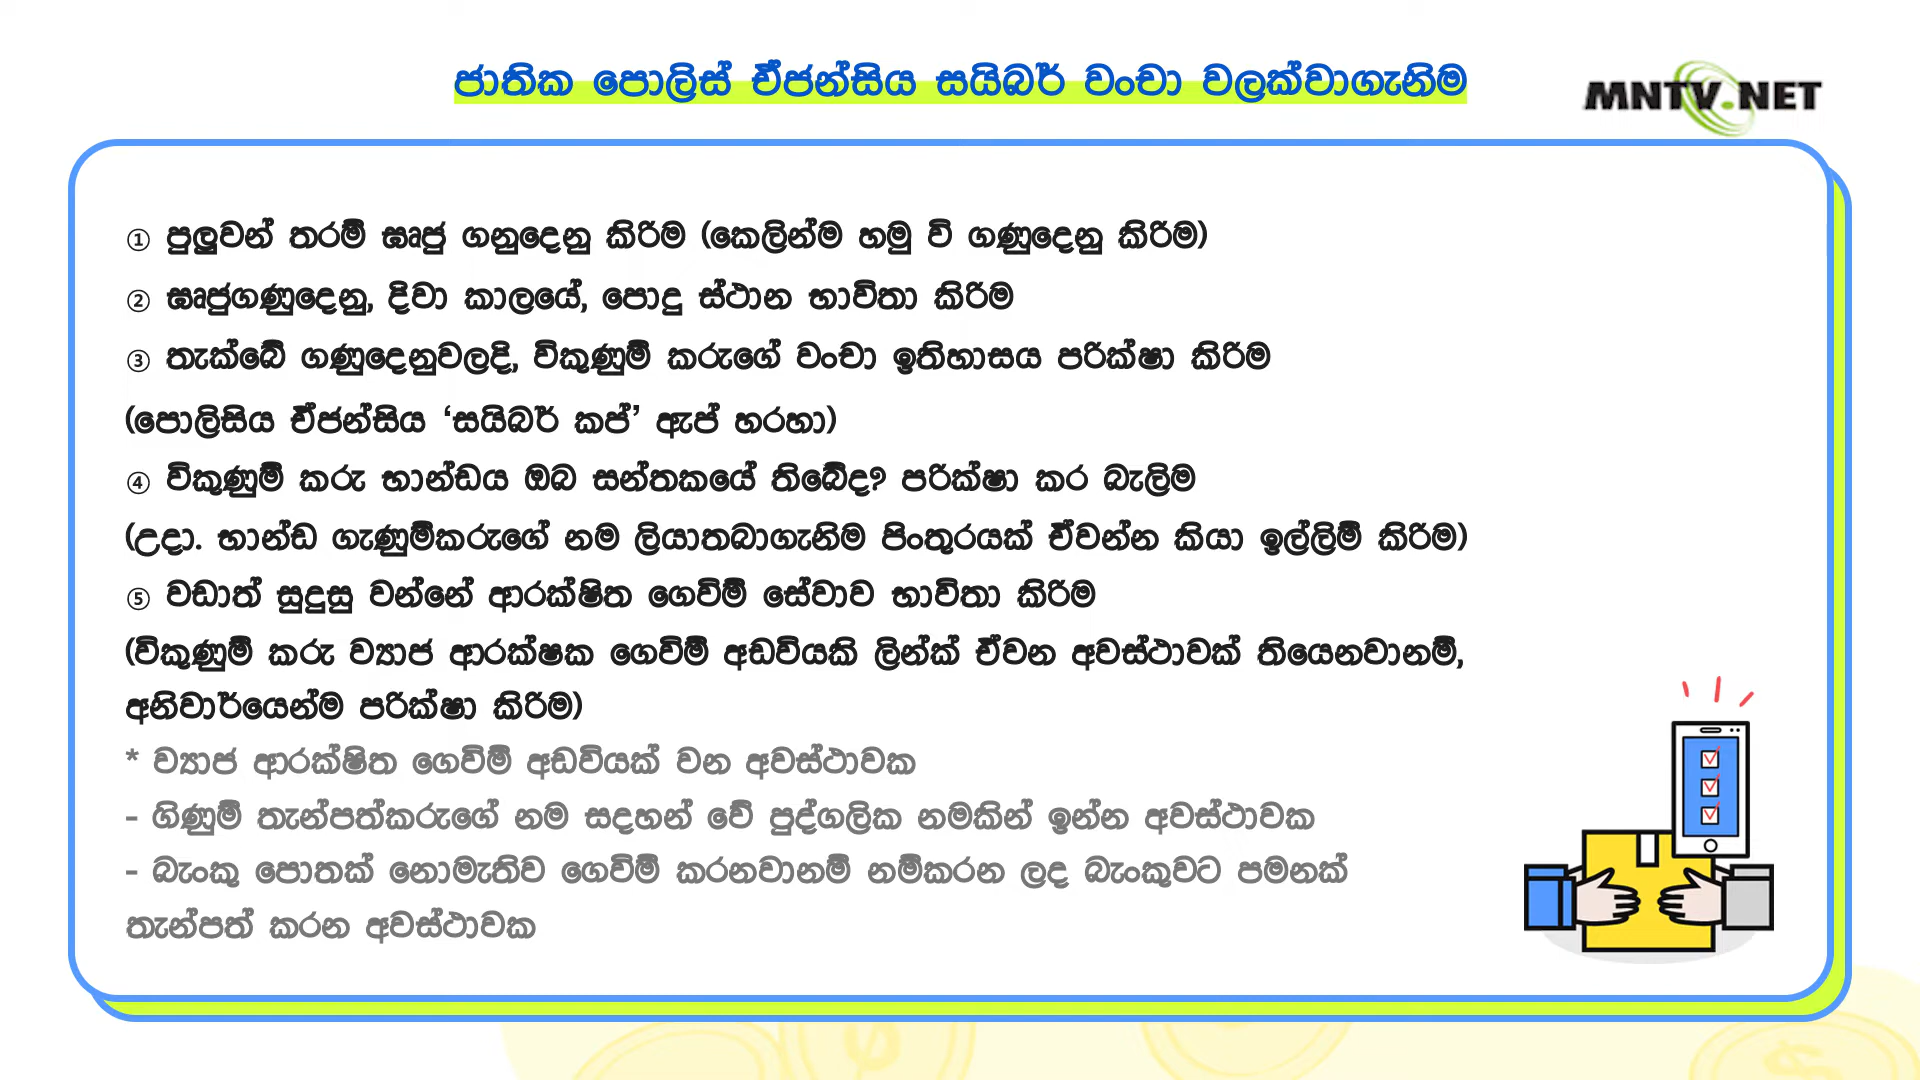 ජාතික පොලිස් ඒජන්සිය සයිබර් වංචා වලක්වාගැනිම
MNTV.NET
① පුලුවන් තරම් ඍෘජු ගනුදෙනු කිරිම (කෙලින්ම හමු වි ගණුදෙනු කිරිම)
② ඍෘජුගණුදෙනු, දිවා කාලයේ, පොදු ස්ථාන භාවිතා කිරිම
③ තැක්බේ ගණුදෙනුවලදි, විකුණුම් කරුගේ වංචා ඉතිහාසය පරික්ෂා කිරිම
(පොලිසිය ඒජන්සිය ‘සයිබර් කප්’ ඇප් හරහා)
④ විකුණුම් කරු භාන්ඩය ඔබ සන්තකයේ තිබේද? පරික්ෂා කර බැලිම
(උදා. භාන්ඩ ගැණුම්කරුගේ නම ලියාතබාගැනිම පිංතුරයක් ඒවන්න කියා ඉල්ලිම් කිරිම)
⑤ වඩාත් සුදුසු වන්නේ ආරක්ෂිත ගෙවිම් සේවාව භාවිතා කිරිම
(විකුණුම් කරු ව්‍යාජ ආරක්ෂක ගෙවිම් අඩවියකි ලින්ක් ඒවන අවස්ථාවක් තියෙනවානම්,
අනිවාර්යෙන්ම පරික්ෂා කිරිම)
* ව්‍යාජ ආරක්ෂිත ගෙවිම් අඩවියක් වන අවස්ථාවක
- ගිණුම් තැන්පත්කරුගේ නම සදහන් වේ පුද්ගලික නමකින් ඉන්න අවස්ථාවක
- බැංකු පොතක් නොමැතිව ගෙවිම් කරනවානම් නම්කරන ලද බැංකුවට පමනක්
තැන්පත් කරන අවස්ථාවක